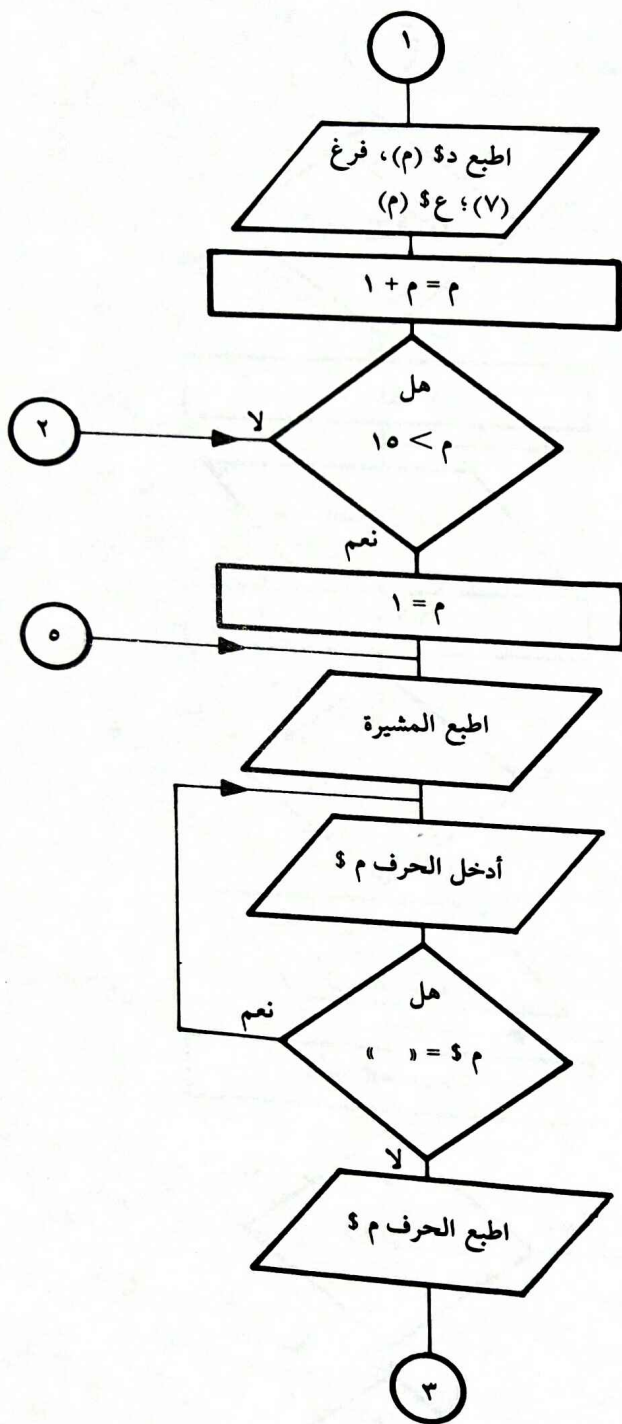 ١
اطبع د$ (م)، فرغ
(٧)؛ ع$ (م)
م = م + ١
هل
م > ١٥
لا
٢
نعم
م = ١
٥
اطبع المشيرة
أدخل الحرف م $
هل
م $ = « »
نعم
لا
اطبع الحرف م $
٣